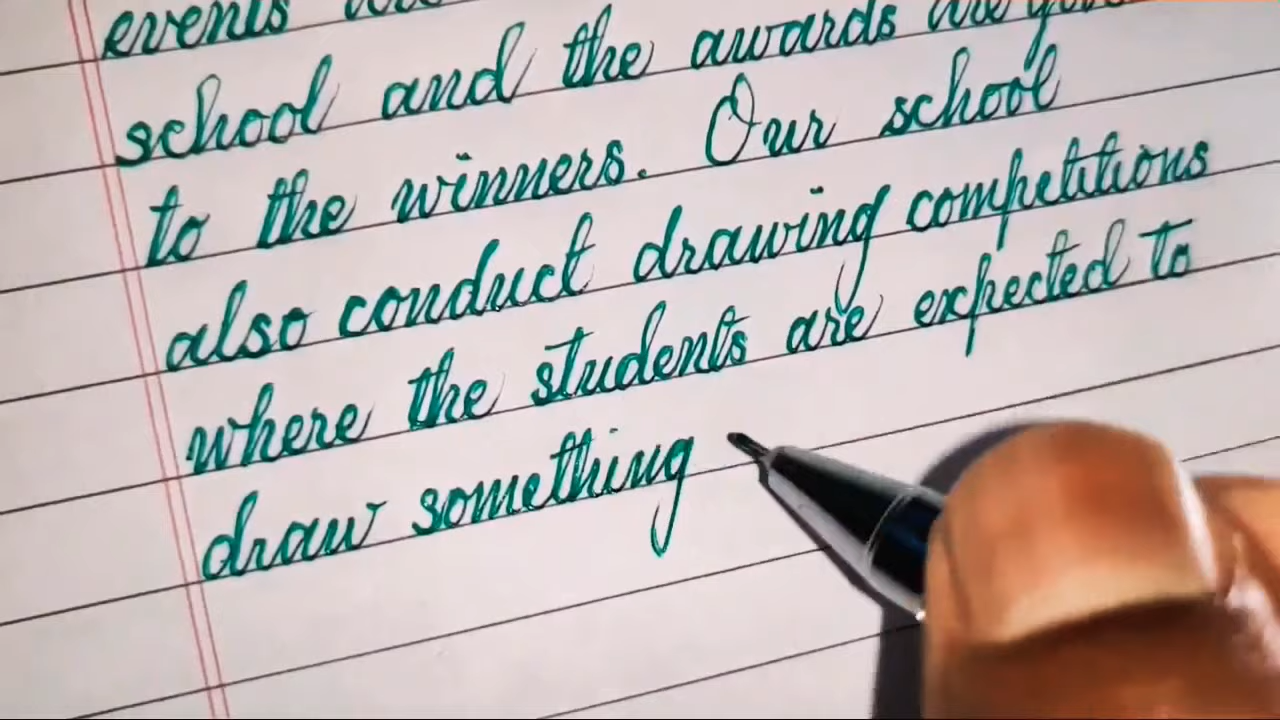 events
school and the awards are
to the winners. Our school
also conduct drawing competitions
where the students are expected to
draw something